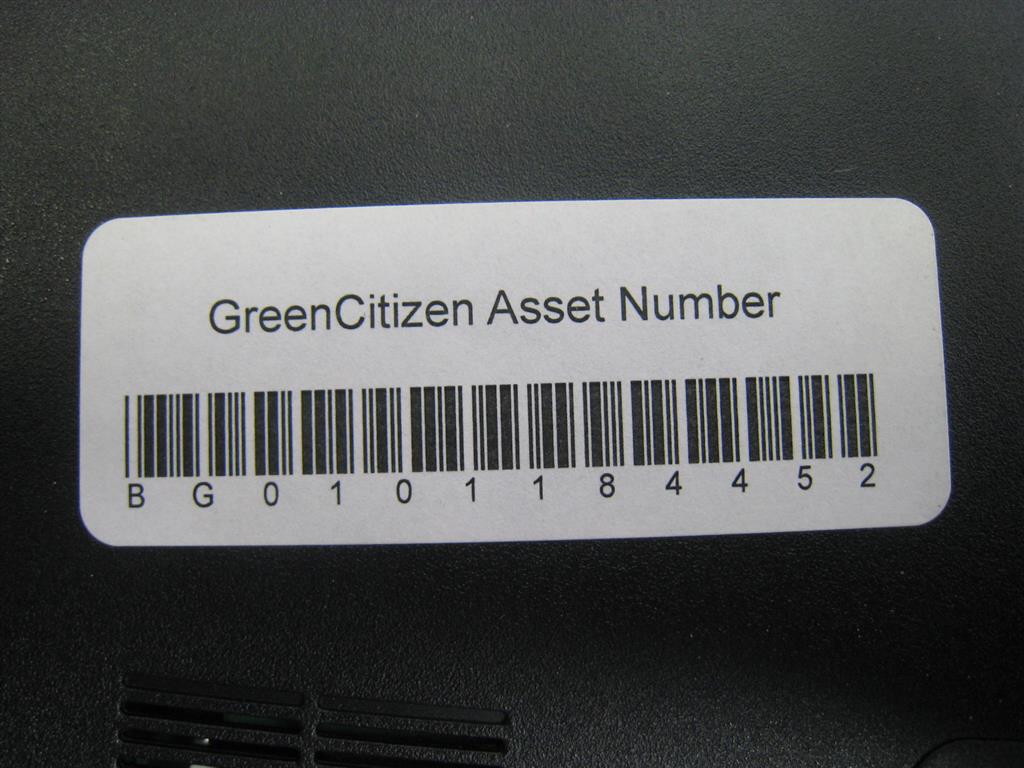 GreenCitizen Asset Number
B G 0 1 0 1 1 8 4 4 5 2